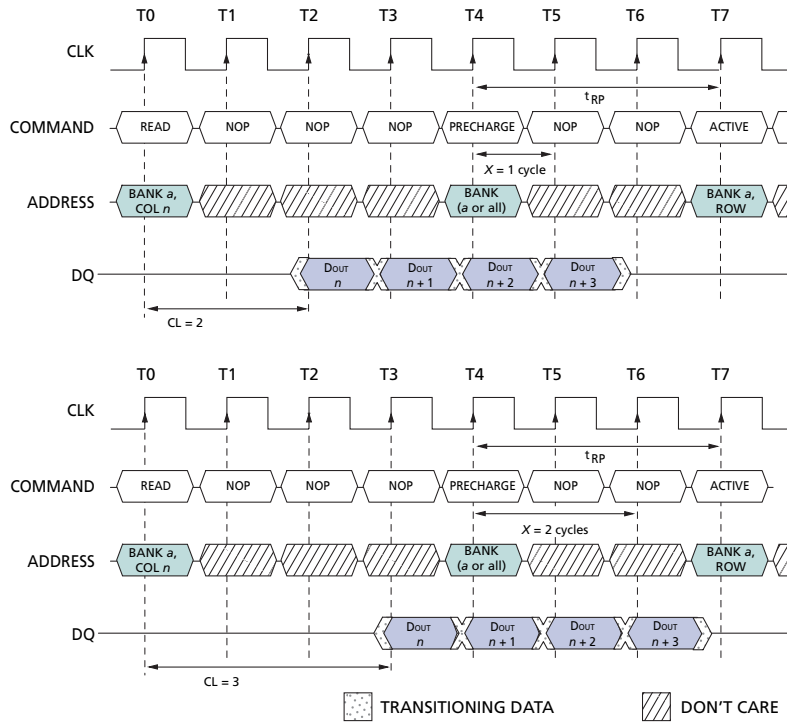 T0 T1 T2 T3 T4 T5 T6 T7
CLK
tRP
COMMAND READ NOP NOP NOP PRECHARGE NOP NOP ACTIVE
X = 1 cycle
ADDRESS BANK a, COL n BANK (a or all) BANK a, ROW
DQ DOUT n DOUT n + 1 DOUT n + 2 DOUT n + 3
CL = 2
T0 T1 T2 T3 T4 T5 T6 T7
CLK
tRP
COMMAND READ NOP NOP NOP PRECHARGE NOP NOP ACTIVE
X = 2 cycles
ADDRESS BANK a, COL n BANK (a or all) BANK a, ROW
DQ DOUT n DOUT n + 1 DOUT n + 2 DOUT n + 3
CL = 3
TRANSITIONING DATA DON'T CARE